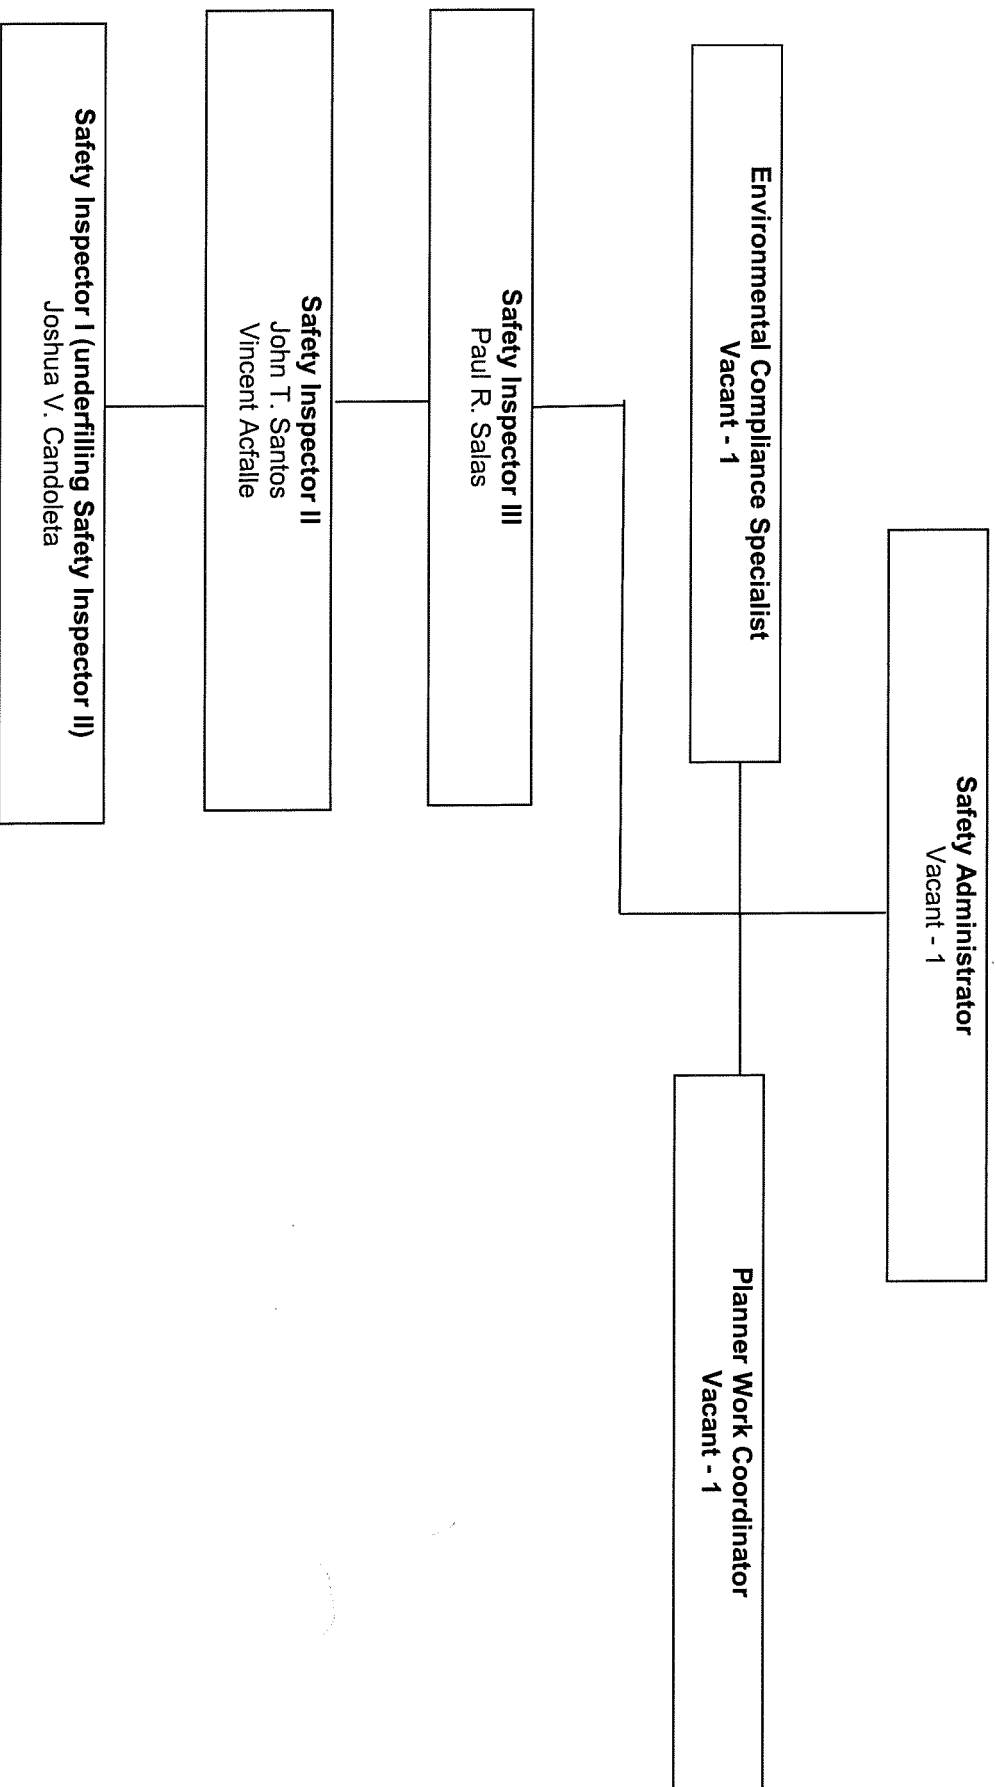 Safety Administrator
Vacant - 1
Environmental Compliance Specialist
Vacant - 1
Planner Work Coordinator
Vacant - 1
Safety Inspector III
Paul R. Salas
Safety Inspector II
John T. Santos
Vincent Acfalle
Safety Inspector I (underfilling Safety Inspector II)
Joshua V. Candoleta